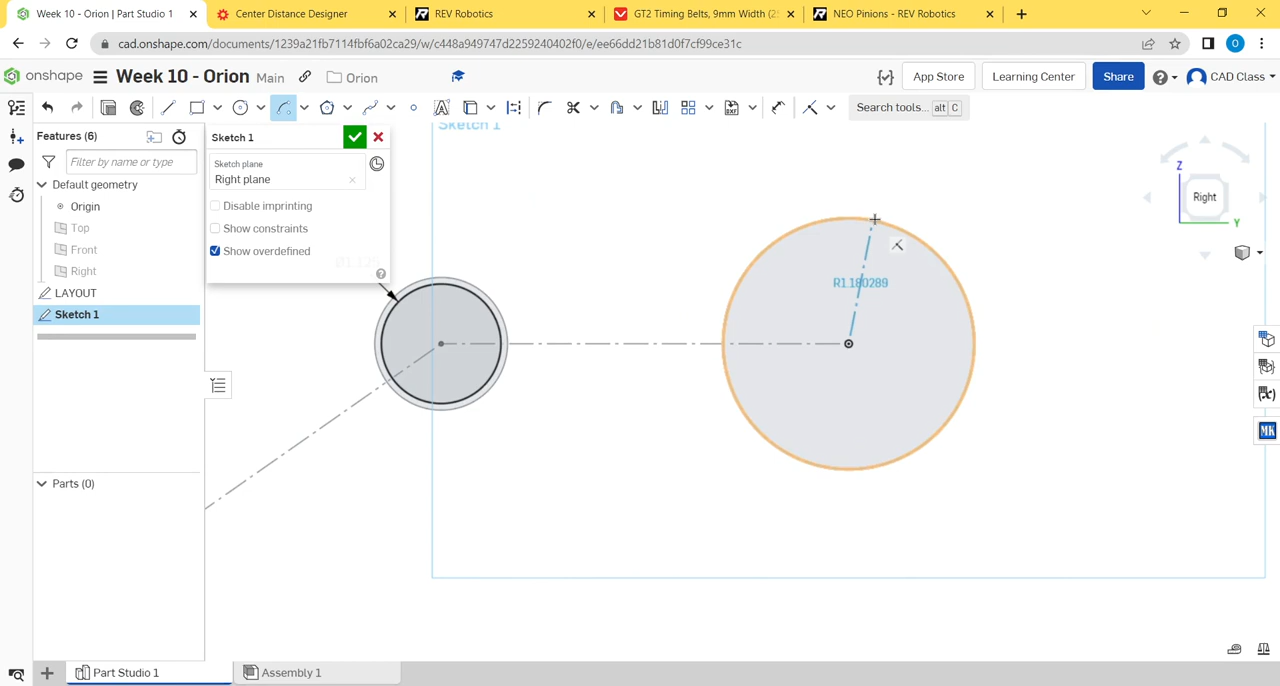 Week 10 - Orion | Part Studio 1
Center Distance Designer
REV Robotics
GT2 Timing Belts, 9mm Width (2
NEO Pinions - REV Robotics
cad.onshape.com/documents/1239a21fb7114fbf6a02ca29/w/c448a949747d2259240402f0/e/ee66dd21b81d0f7cf99ce31c
O
onshape
Week 10 - Orion
Main
Orion
App Store
Learning Center
Share
CAD Class
Search tools...
alt
C
Features (6)
Filter by name or type
Default geometry
Origin
Top
Front
Right
LAYOUT
Sketch 1
Parts (0)
Sketch 1
Sketch plane
Right plane
Disable imprinting
Show constraints
Show overdefined
Sketch 1
R1.180289
Z
Right
Y
MK
Part Studio 1
Assembly 1